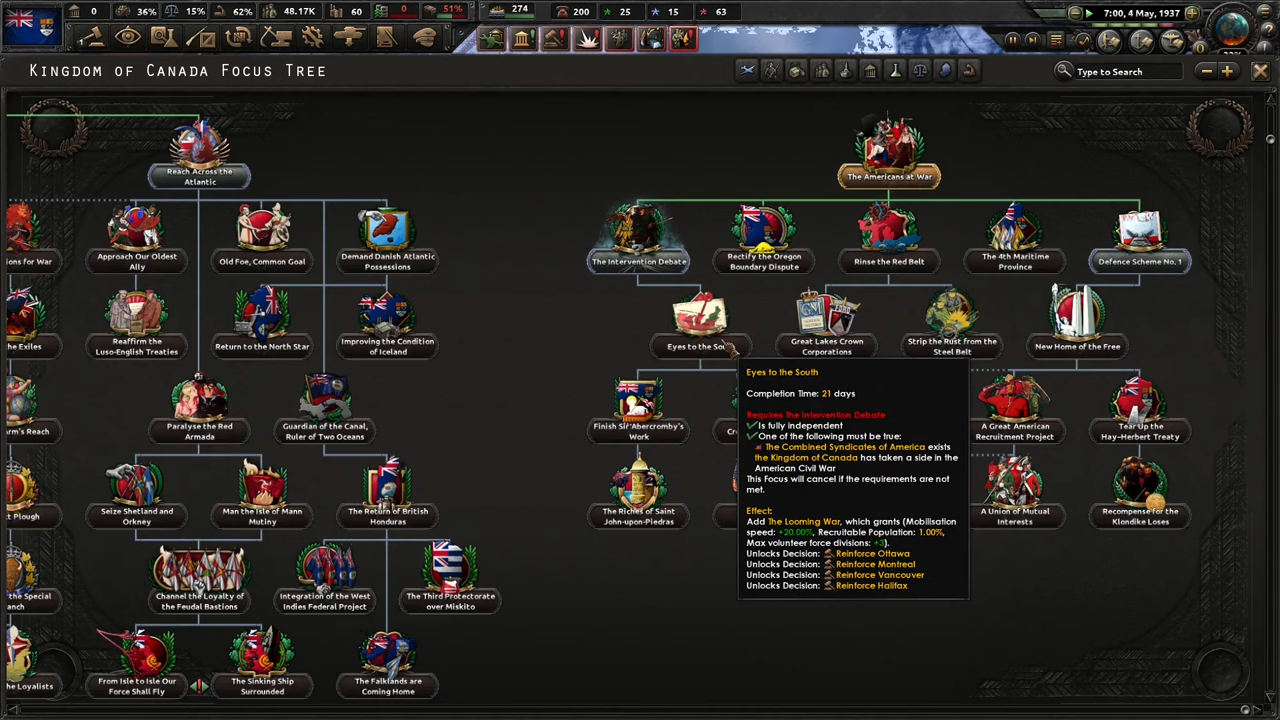 0
36%
15%
62%
48.17K
60
0
51%
274
200
25
15
63
7:00, 4 May, 1937
Kingdom of Canada Focus Tree
Type to Search
Reach Across the
Atlantic
The Americans at War
ions for War
Approach Our Oldest
Ally
Old Foe, Common Goal
Demand Danish Atlantic
Possessions
The Intervention Debate
Rectify the Oregon
Boundary Dispute
Rinse the Red Belt
The 4th Maritime
Province
Defence Scheme No. 1
he Exiles
Reaffirm the
Luso-English Treaties
Return to the North Star
Improving the Condition
of Iceland
Eyes to the Sou
Great Lakes Crown
Corporations
Strip the Rust from the
Steel Belt
New Home of the Free
Eyes to the South
Completion Time: 21 days
Requires The Intervention Debate
Is fully independent
One of the following must be true:
The Combined Syndicates of America exists
the Kingdom of Canada has taken a side in the
American Civil War
This Focus will cancel if the requirements are not
met.
Effect:
Add The Looming War, which grants (Mobilisation
speed: +20.00%, Recruitable Population: 1.00%,
Max volunteer force divisions: +3).
Unlocks Decision: Reinforce Ottawa
Unlocks Decision: Reinforce Montreal
Unlocks Decision: Reinforce Vancouver
Unlocks Decision: Reinforce Halifax
arm's Reach
Paralyse the Red
Armada
Guardian of the Canal,
Ruler of Two Oceans
Finish Sir Abercromby's
Work
Cr
A Great American
Recruitment Project
Tear Up the
Hay-Herbert Treaty
t Plough
Seize Shetland and
Orkney
Man the Isle of Mann
Mutiny
The Return of British
Honduras
The Riches of Saint
John-upon-Piedras
A Union of Mutual
Interests
Recompense for the
Klondike Loses
the Special
anch
Channel the Loyalty of
the Feudal Bastions
Integration of the West
Indies Federal Project
The Third Protectorate
over Miskito
he Loyalists
From Isle to Isle Our
Force Shall Fly
The Sinking Ship
Surrounded
The Falklands are
Coming Home